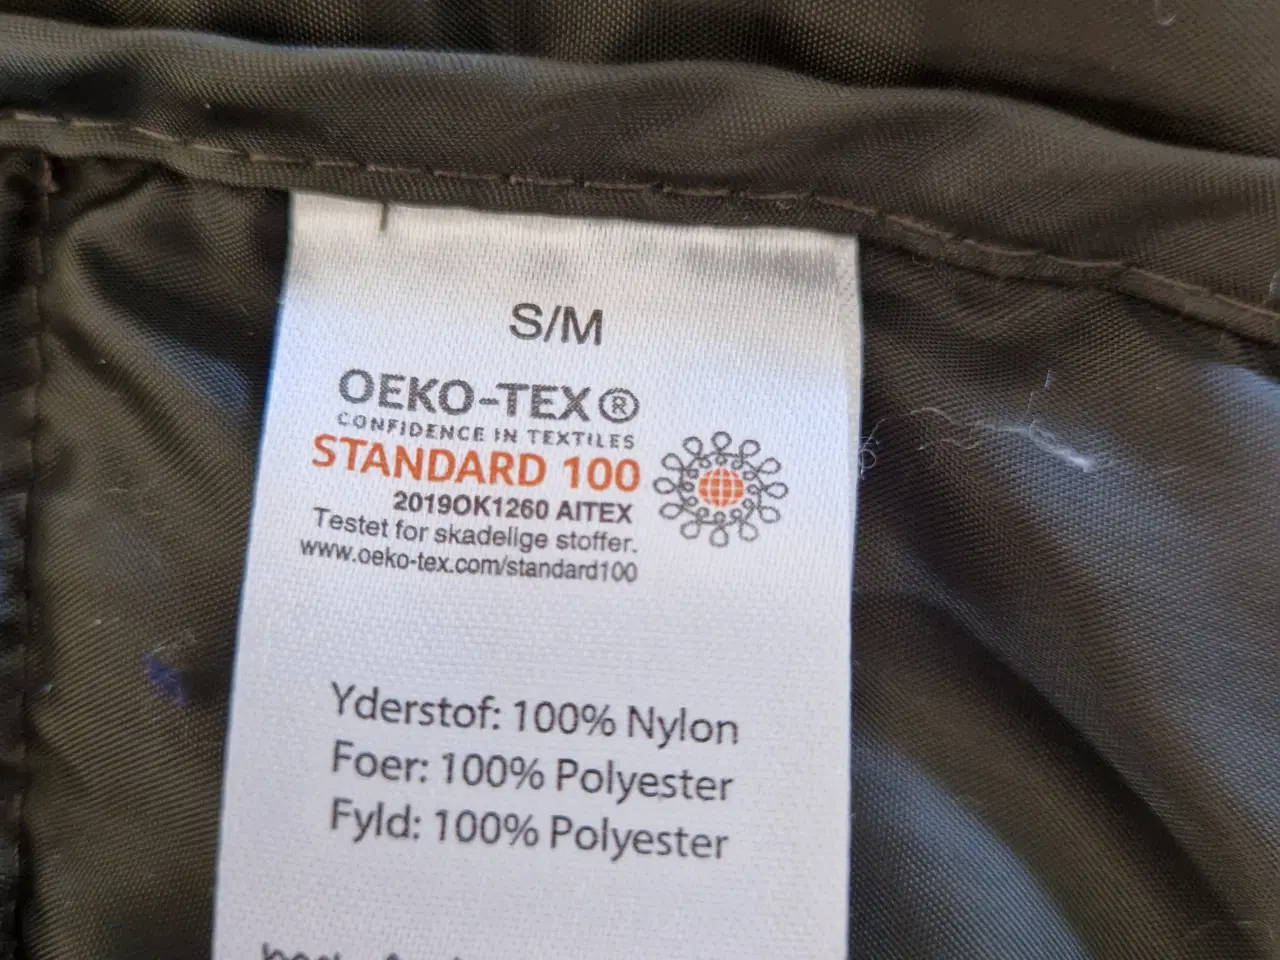 S/M
OEKO-TEX®
CONFIDENCE IN TEXTILES
STANDARD 100
2019OK1260 AITEX
Testet for skadelige stoffer.
www.oeko-tex.com/standard100
Yderstof: 100% Nylon
Foer: 100% Polyester
Fyld: 100% Polyester